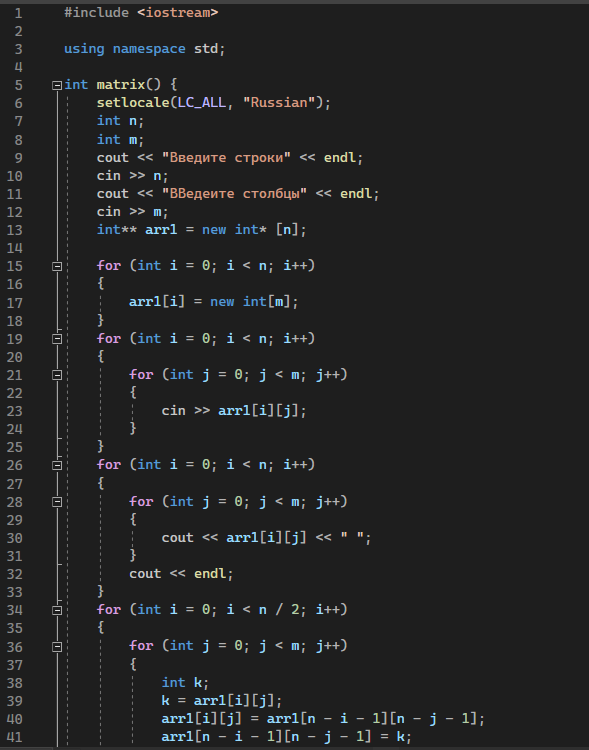 1 #include <iostream>
2
3 using namespace std;
4
5 int matrix() {
6 setlocale(LC_ALL, "Russian");
7 int n;
8 int m;
9 cout << "Введите строки" << endl;
10 cin >> n;
11 cout << "ВВедеите столбцы" << endl;
12 cin >> m;
13 int** arr1 = new int* [n];
14
15 for (int i = 0; i < n; i++)
16 {
17 arr1[i] = new int[m];
18 }
19 for (int i = 0; i < n; i++)
20 {
21 for (int j = 0; j < m; j++)
22 {
23 cin >> arr1[i][j];
24 }
25 }
26 for (int i = 0; i < n; i++)
27 {
28 for (int j = 0; j < m; j++)
29 {
30 cout << arr1[i][j] << " ";
31 }
32 cout << endl;
33 }
34 for (int i = 0; i < n / 2; i++)
35 {
36 for (int j = 0; j < m; j++)
37 {
38 int k;
39 k = arr1[i][j];
40 arr1[i][j] = arr1[n - i - 1][n - j - 1];
41 arr1[n - i - 1][n - j - 1] = k;